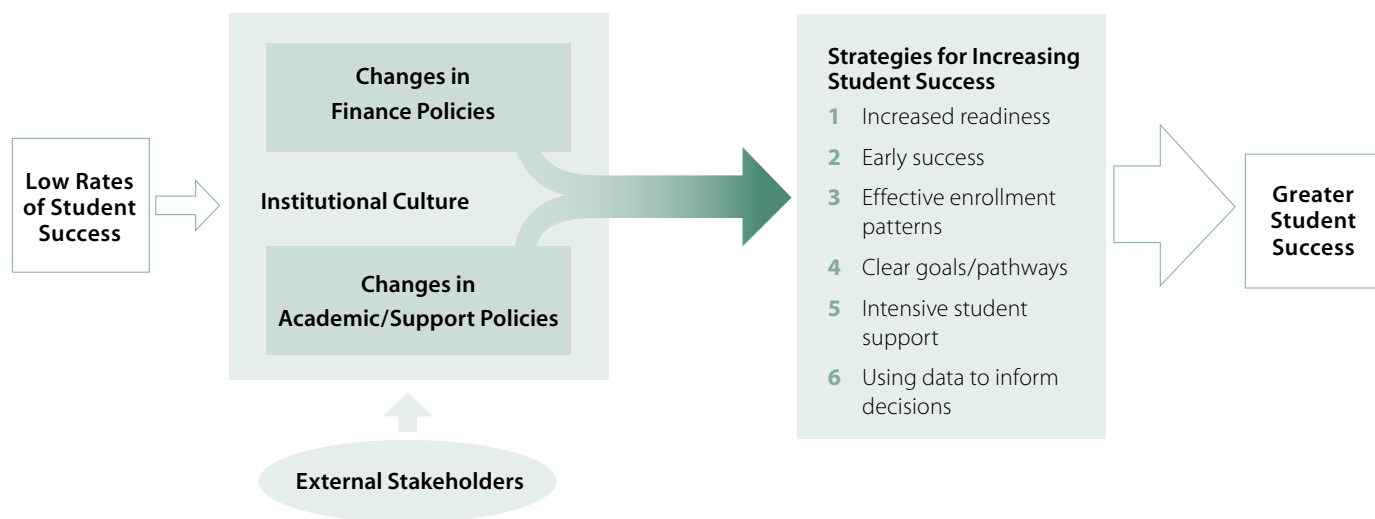 Low Rates
of Student
Success
Changes in
Finance Policies
Institutional Culture
Changes in
Academic/Support Policies
External Stakeholders
Strategies for Increasing
Student Success
1 Increased readiness
2 Early success
3 Effective enrollment
patterns
4 Clear goals/pathways
5 Intensive student
support
6 Using data to inform
decisions
Greater
Student
Success